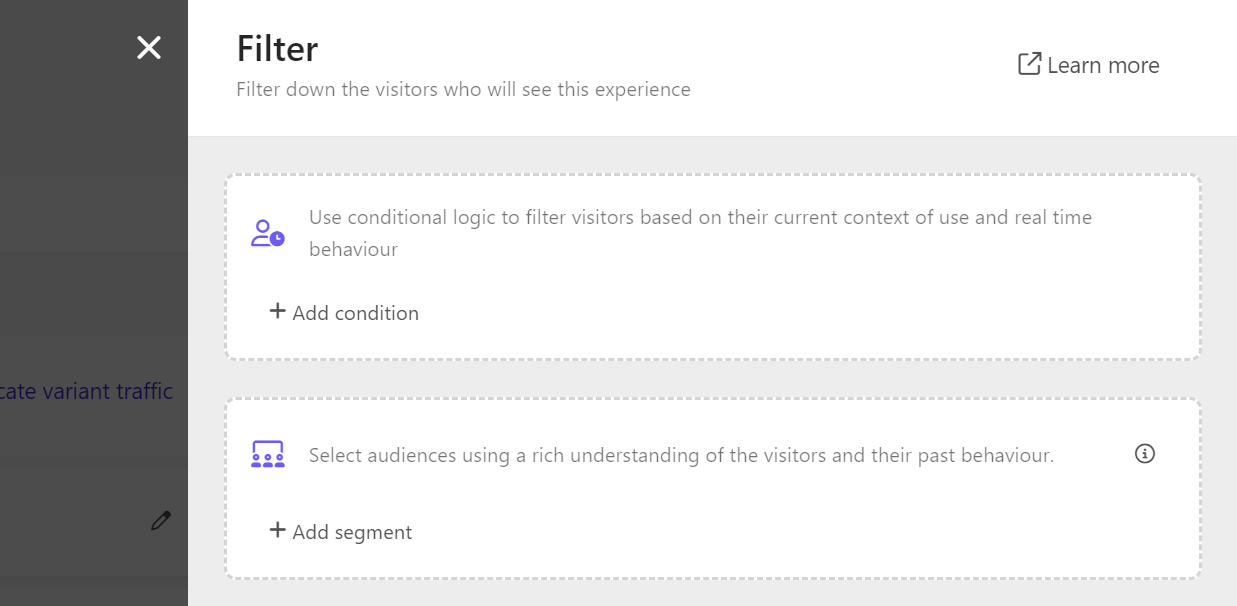 Filter
Learn more
Filter down the visitors who will see this experience
Use conditional logic to filter visitors based on their current context of use and real time
behaviour
+ Add condition
variant traffic
Select audiences using a rich understanding of the visitors and their past behaviour.
+ Add segment